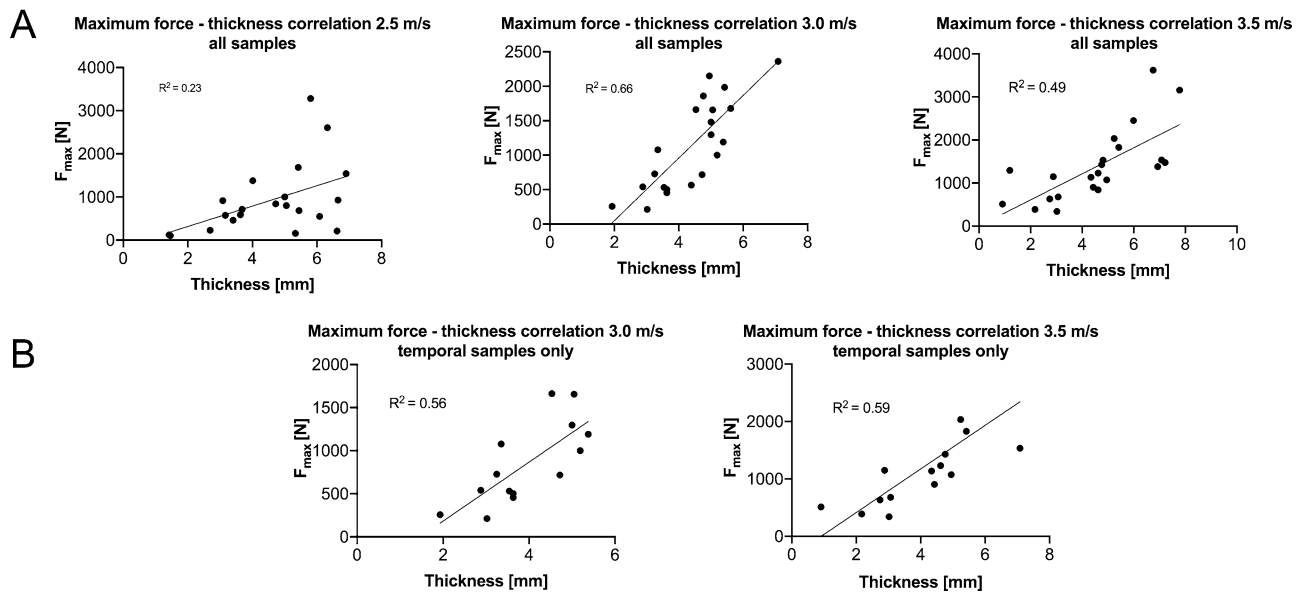 A
Maximum force - thickness correlation 2.5 m/s
all samples
4000
3000
2000
1000
0
F_max [N]
R² = 0.23
0 2 4 6 8
Thickness [mm]
Maximum force - thickness correlation 3.0 m/s
all samples
2500
2000
1500
1000
500
0
F_max [N]
R² = 0.66
0 2 4 6 8
Thickness [mm]
Maximum force - thickness correlation 3.5 m/s
all samples
4000
3000
2000
1000
0
F_max [N]
R² = 0.49
0 2 4 6 8 10
Thickness [mm]
B
Maximum force - thickness correlation 3.0 m/s
temporal samples only
2000
1500
1000
500
0
F_max [N]
R² = 0.56
2 4 6
Thickness [mm]
Maximum force - thickness correlation 3.5 m/s
temporal samples only
3000
2000
1000
0
F_max [N]
R² = 0.59
0 2 4 6 8
Thickness [mm]